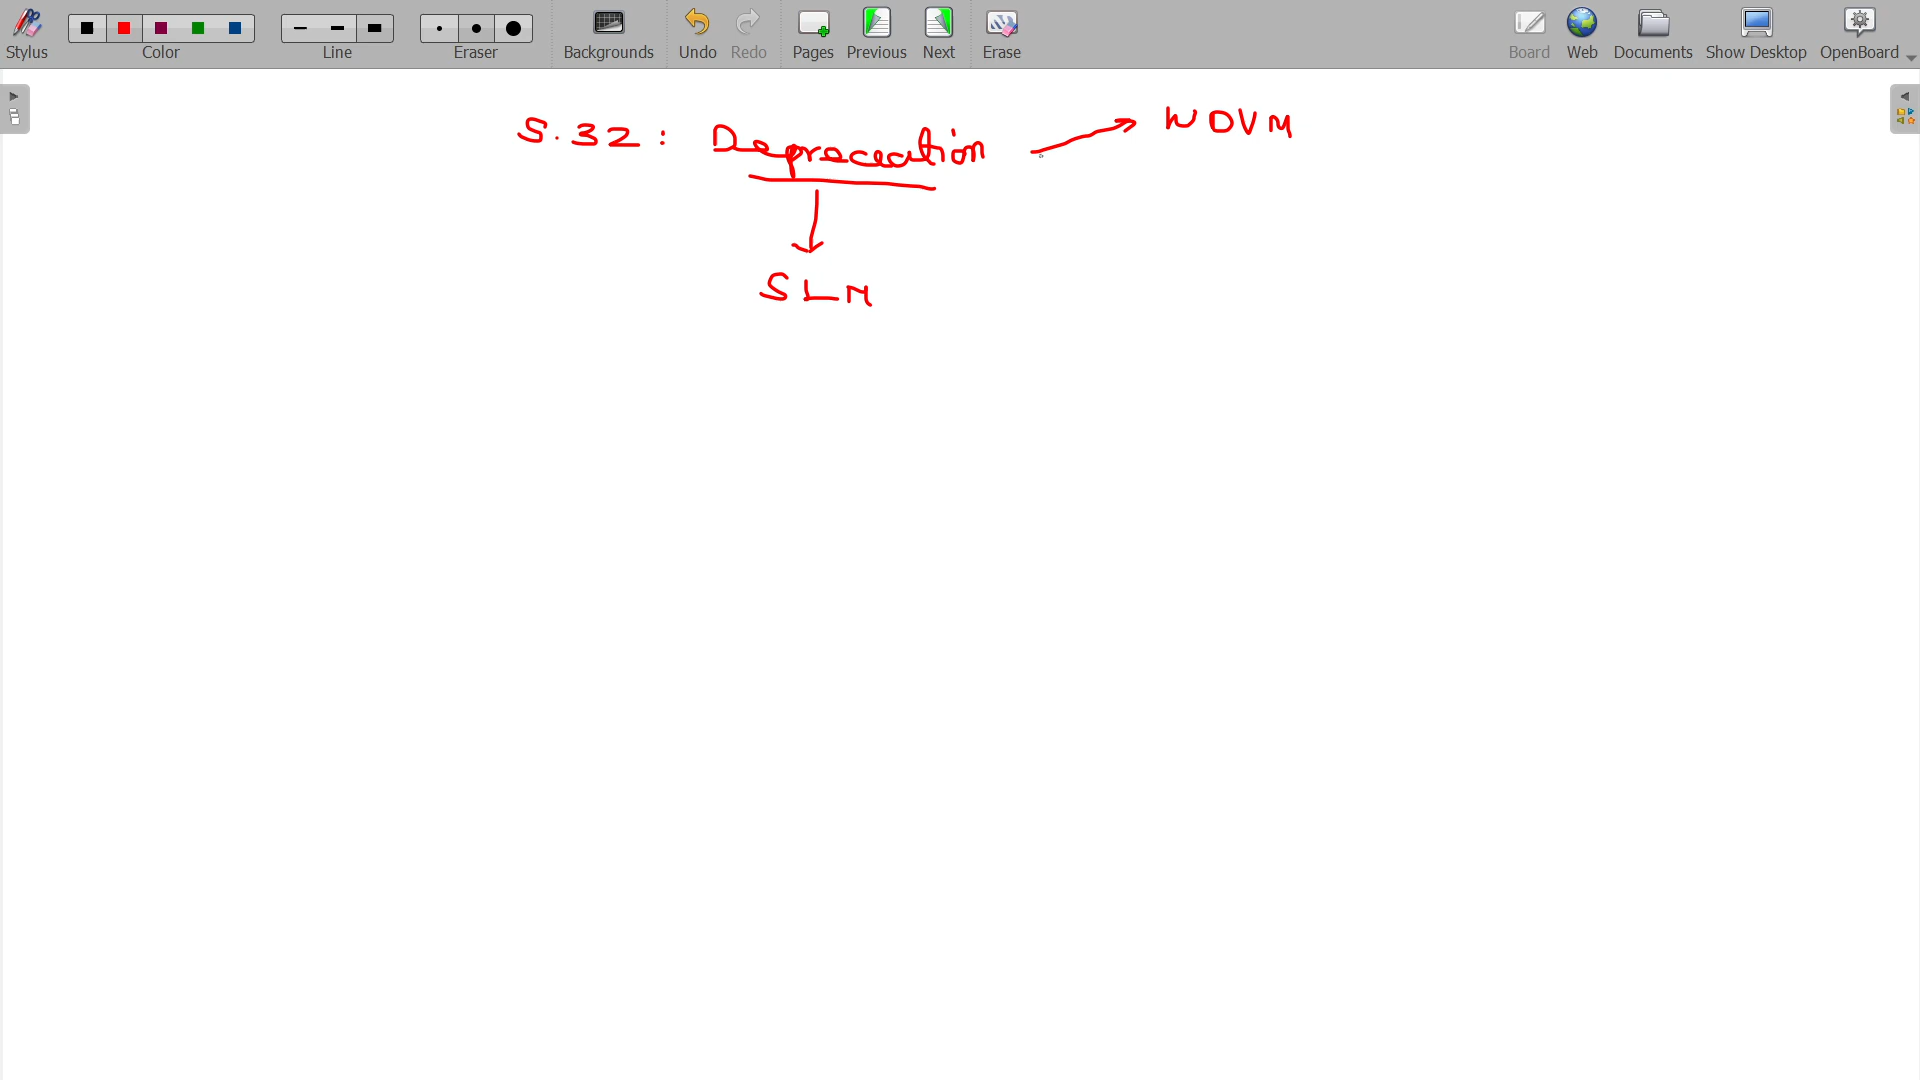 Stylus Color Line Eraser Backgrounds Undo Redo Pages Previous Next Erase Board Web Documents Show Desktop OpenBoard
S.32 : Depreciation WDVM
SLM